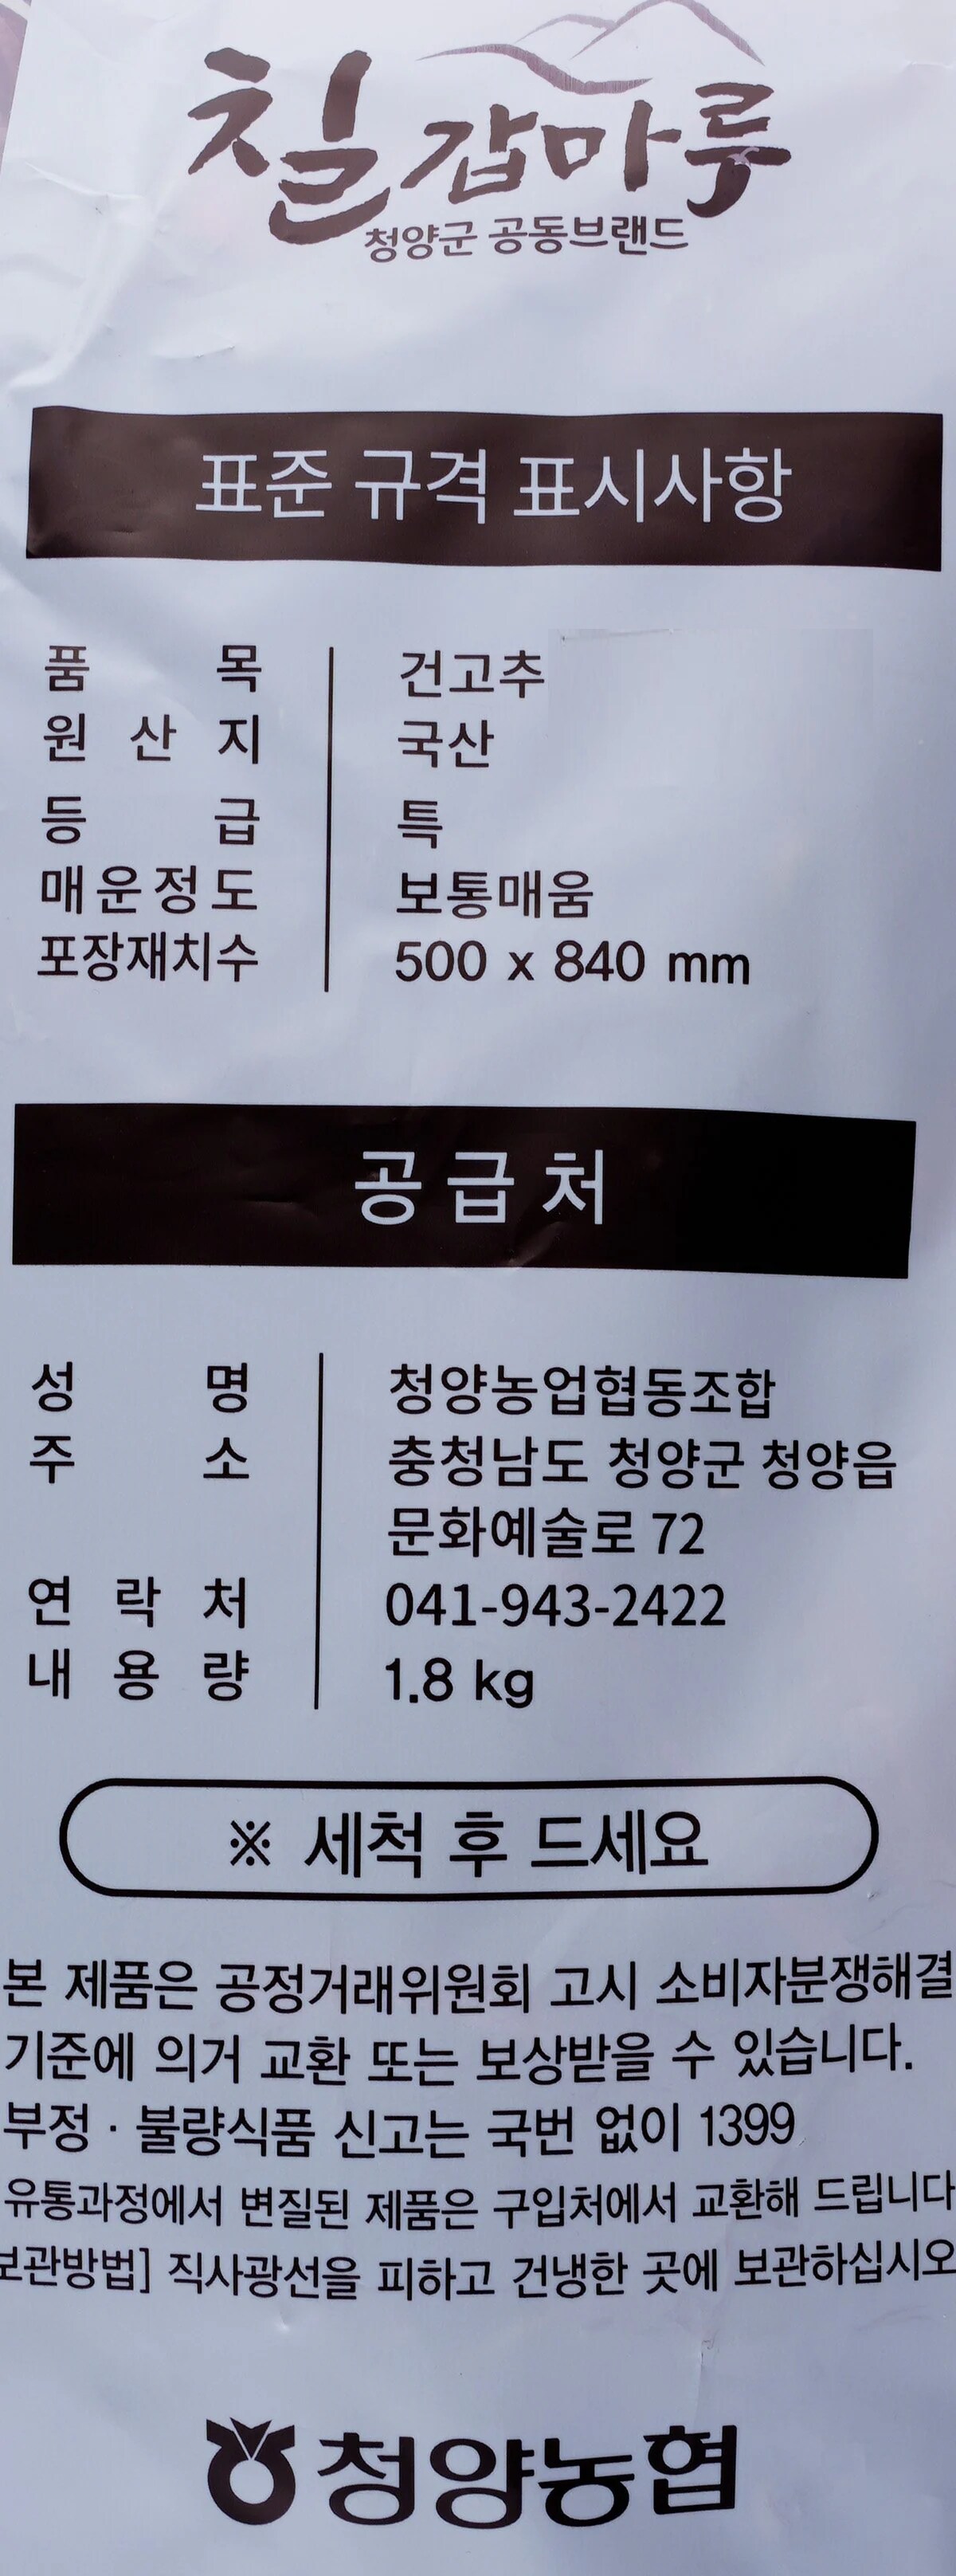 칠갑마루
청양군 공동브랜드
표준 규격 표시사항
품목 건고추
원산지 국산
등급 특
매운정도 보통매움
포장재치수 500 x 840 mm
공급처
성명 청양농업협동조합
주소 충청남도 청양군 청양읍
문화예술로 72
연락처 041-943-2422
내용량 1.8 kg
※ 세척 후 드세요
본 제품은 공정거래위원회 고시 소비자분쟁해결
기준에 의거 교환 또는 보상받을 수 있습니다.
부정 · 불량식품 신고는 국번 없이 1399
유통과정에서 변질된 제품은 구입처에서 교환해 드립니다
보관방법] 직사광선을 피하고 건냉한 곳에 보관하십시오
청양농협